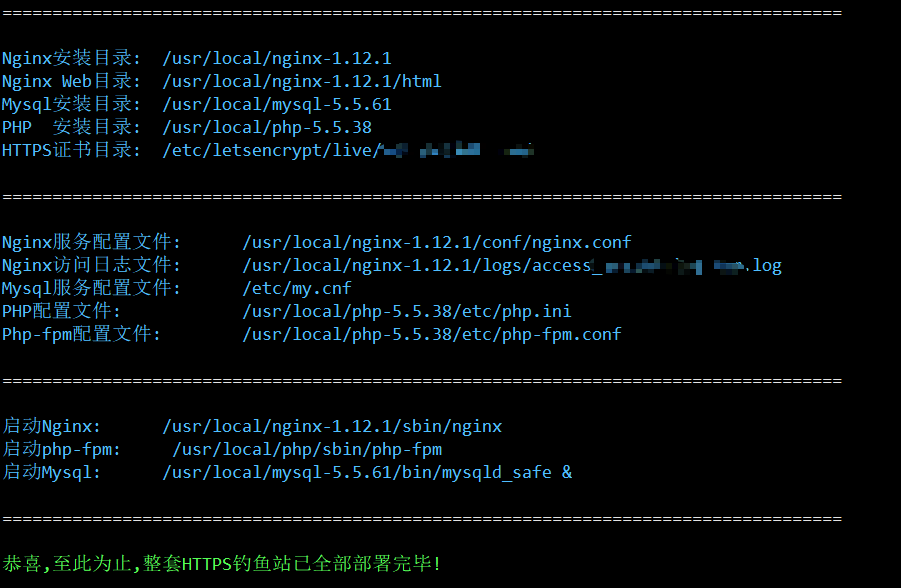 ====================================================================================
Nginx安装目录: /usr/local/nginx-1.12.1
Nginx Web目录: /usr/local/nginx-1.12.1/html
Mysql安装目录: /usr/local/mysql-5.5.61
PHP 安装目录: /usr/local/php-5.5.38
HTTPS证书目录: /etc/letsencrypt/live/
====================================================================================
Nginx服务配置文件: /usr/local/nginx-1.12.1/conf/nginx.conf
Nginx访问日志文件: /usr/local/nginx-1.12.1/logs/access_ .log
Mysql服务配置文件: /etc/my.cnf
PHP配置文件: /usr/local/php-5.5.38/etc/php.ini
Php-fpm配置文件: /usr/local/php-5.5.38/etc/php-fpm.conf
====================================================================================
启动Nginx: /usr/local/nginx-1.12.1/sbin/nginx
启动php-fpm: /usr/local/php/sbin/php-fpm
启动Mysql: /usr/local/mysql-5.5.61/bin/mysqld_safe &
====================================================================================
恭喜,至此为止,整套HTTPS钓鱼站已全部部署完毕!